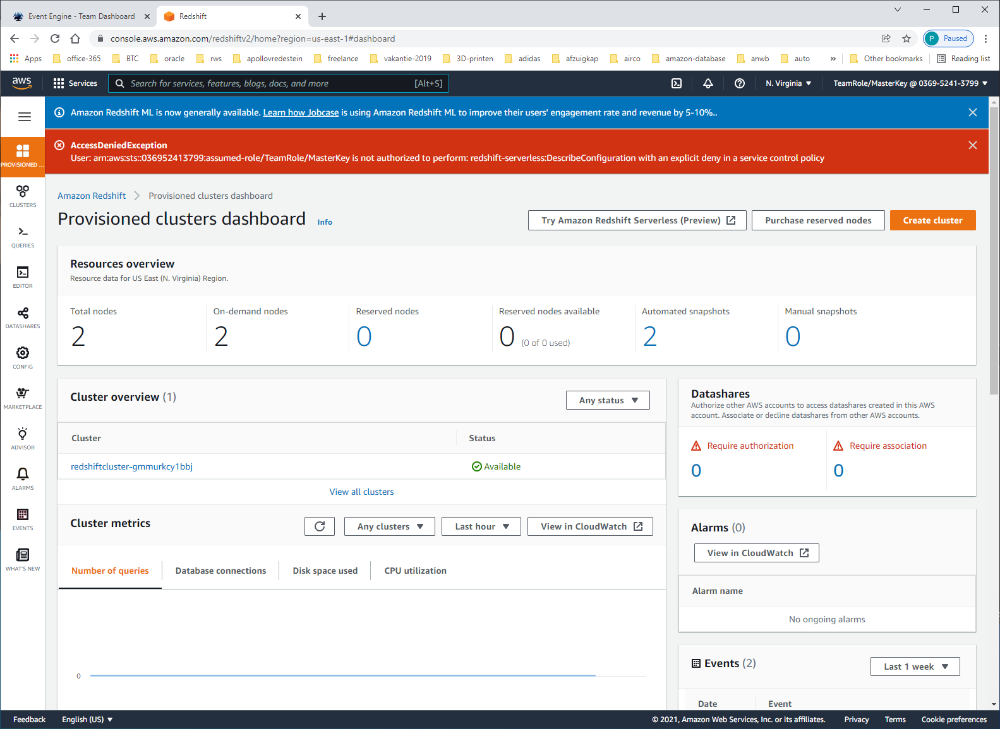 Event Engine - Team Dashboard
Redshift
console.aws.amazon.com/redshiftv2/home?region=us-east-1#dashboard
P Paused
Apps office-365 BTC oracle rws apollovredestein freelance vakantie-2019 3D-printen adidas afzuigkap airco amazon-database anwb auto » Other bookmarks Reading list
aws Services Search for services, features, blogs, docs, and more [Alt+S] N. Virginia ▼ TeamRole/MasterKey @ 0369-5241-3799 ▼
Amazon Redshift ML is now generally available. Learn how Jobcase is using Amazon Redshift ML to improve their users' engagement rate and revenue by 5-10%..
AccessDeniedException
User: arn:aws:sts::036952413799:assumed-role/TeamRole/MasterKey is not authorized to perform: redshift-serverless:DescribeConfiguration with an explicit deny in a service control policy
PROVISIONED ...
CLUSTERS
QUERIES
EDITOR
DATASHARES
CONFIG
MARKETPLACE
ADVISOR
ALARMS
EVENTS
WHAT'S NEW
Amazon Redshift > Provisioned clusters dashboard
Provisioned clusters dashboard Info
Try Amazon Redshift Serverless (Preview)
Purchase reserved nodes
Create cluster
Resources overview
Resource data for US East (N. Virginia) Region.
Total nodes
2
On-demand nodes
2
Reserved nodes
0
Reserved nodes available
0 (0 of 0 used)
Automated snapshots
2
Manual snapshots
0
Cluster overview (1)
Any status ▼
Cluster Status
redshiftcluster-gmmurkcy1bbj Available
View all clusters
Cluster metrics
Any clusters ▼
Last hour ▼
View in CloudWatch
Number of queries Database connections Disk space used CPU utilization
0
Datashares
Authorize other AWS accounts to access datashares created in this AWS
account. Associate or decline datashares from other AWS accounts.
Require authorization
0
Require association
0
Alarms (0)
View in CloudWatch
Alarm name
No ongoing alarms
Events (2)
Last 1 week ▼
Date Event
Feedback English (US) ▼ © 2021, Amazon Web Services, Inc. or its affiliates. Privacy Terms Cookie preferences